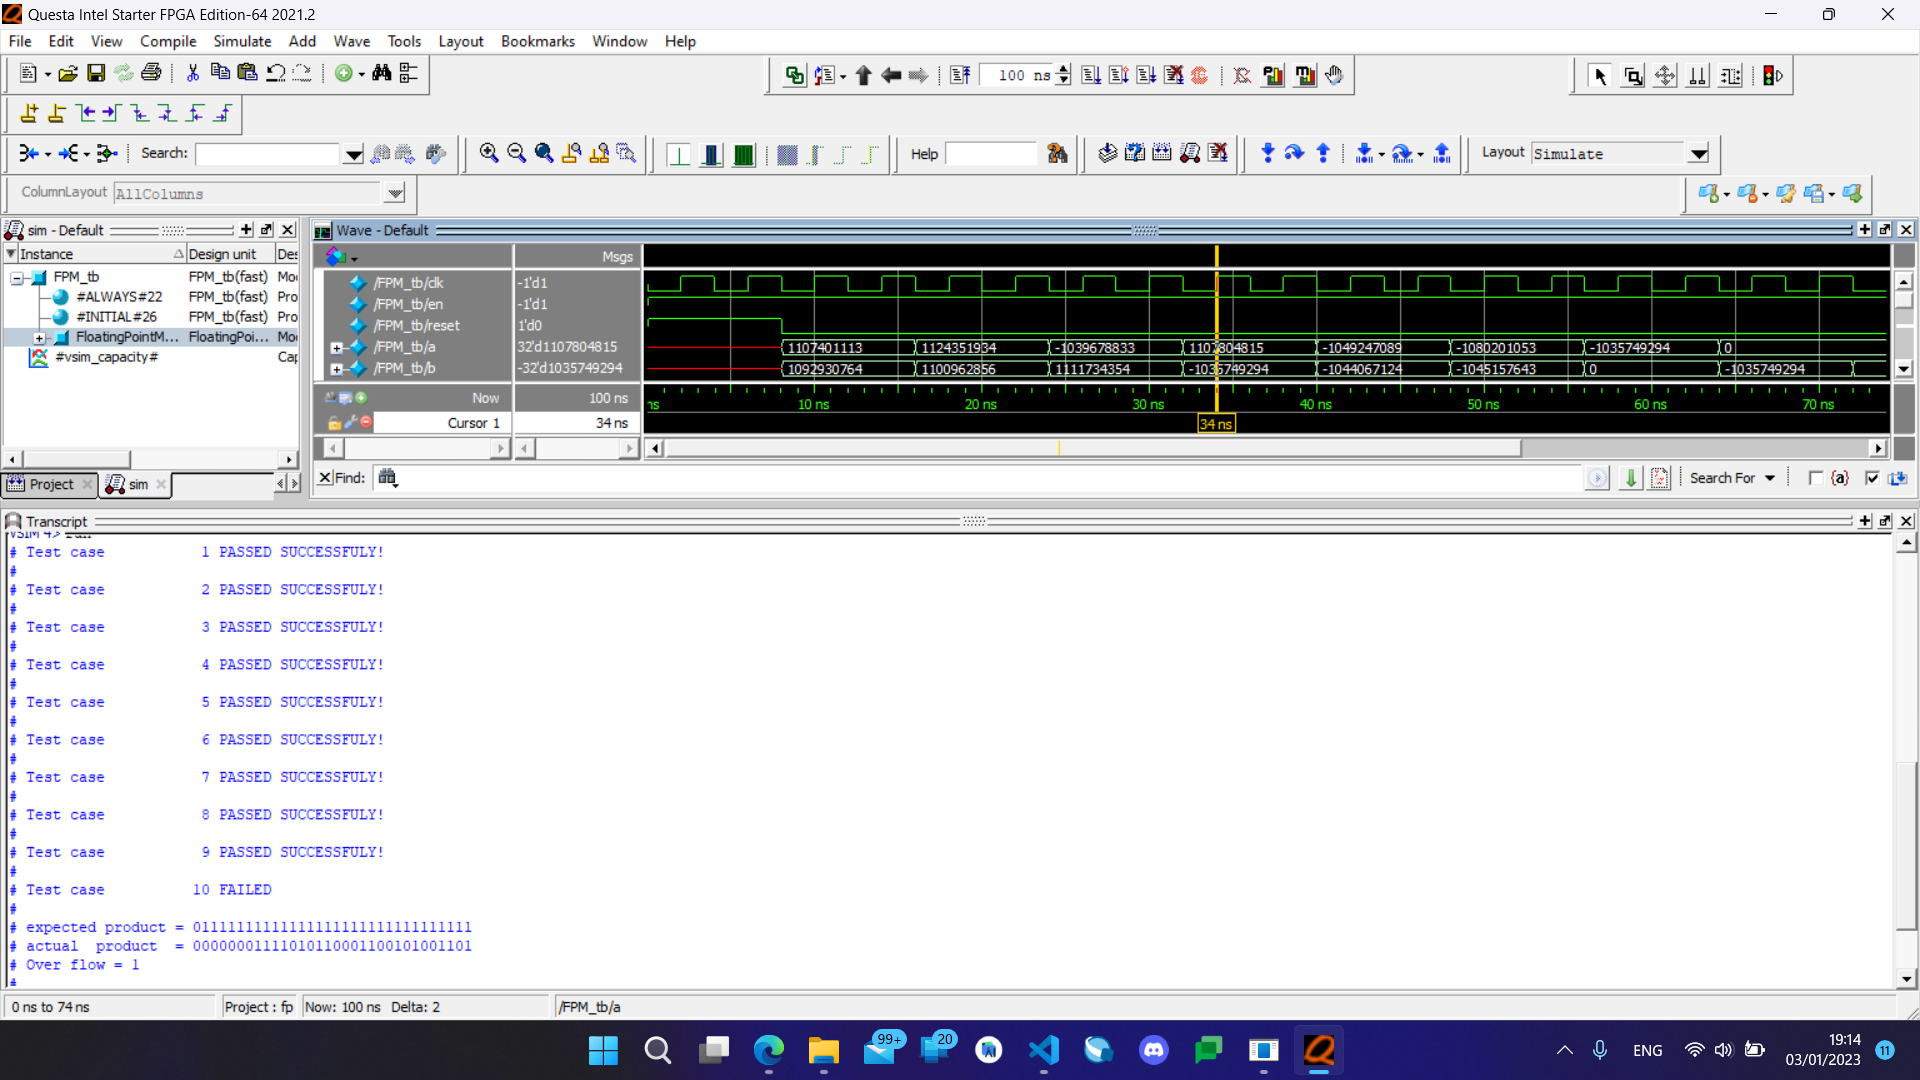 Questa Intel Starter FPGA Edition-64 2021.2
File Edit View Compile Simulate Add Wave Tools Layout Bookmarks Window Help
100 ns
Search:
Help
Layout Simulate
ColumnLayout AllColumns
sim - Default
Instance Design unit Des
FPM_tb FPM_tb(fast) Mo
#ALWAYS#22 FPM_tb(fast) Pro
#INITIAL#26 FPM_tb(fast) Pro
FloatingPointM... FloatingPoi... Mo
#vsim_capacity# Cap
Project sim
Wave - Default
Msgs
/FPM_tb/clk -1'd1
/FPM_tb/en -1'd1
/FPM_tb/reset 1'd0
/FPM_tb/a 32'd1107804815 1107401113 1124351934 -1039678833 1107804815 -1049247089 -1080201053 -1035749294 0
/FPM_tb/b -32'd1035749294 1092930764 1100962856 1111734354 -1035749294 -1044067124 -1045157643 0 -1035749294
Now 100 ns ns 10 ns 20 ns 30 ns 40 ns 50 ns 60 ns 70 ns
Cursor 1 34 ns 34 ns
Find: Search For
Transcript
VSIM 4> run
# Test case 1 PASSED SUCCESSFULY!
#
# Test case 2 PASSED SUCCESSFULY!
#
# Test case 3 PASSED SUCCESSFULY!
#
# Test case 4 PASSED SUCCESSFULY!
#
# Test case 5 PASSED SUCCESSFULY!
#
# Test case 6 PASSED SUCCESSFULY!
#
# Test case 7 PASSED SUCCESSFULY!
#
# Test case 8 PASSED SUCCESSFULY!
#
# Test case 9 PASSED SUCCESSFULY!
#
# Test case 10 FAILED
#
# expected product = 01111111111111111111111111111111
# actual product = 00000001111010110001100101001101
# Over flow = 1
#
0 ns to 74 ns Project : fp Now: 100 ns Delta: 2 /FPM_tb/a
99+ 20
ENG 19:14
03/01/2023 11